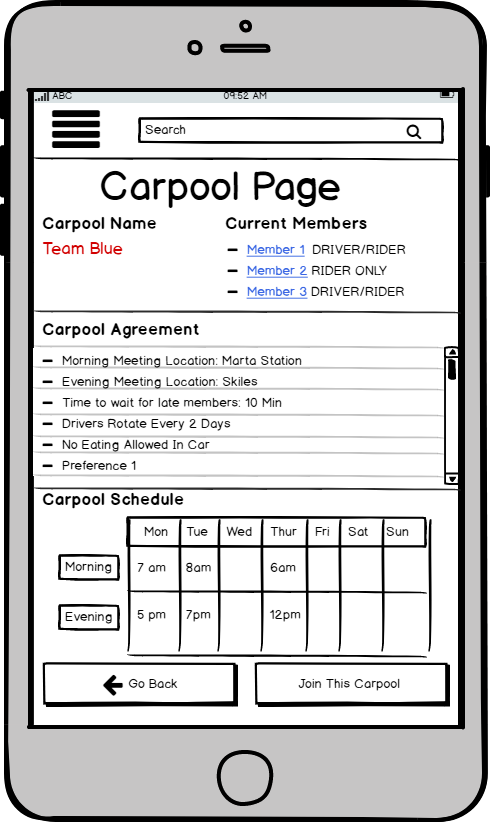 ABC 09:52 AM
Search
Carpool Page
Carpool Name
Team Blue
Current Members
Member 1 DRIVER/RIDER
Member 2 RIDER ONLY
Member 3 DRIVER/RIDER
Carpool Agreement
Morning Meeting Location: Marta Station
Evening Meeting Location: Skiles
Time to wait for late members: 10 Min
Drivers Rotate Every 2 Days
No Eating Allowed In Car
Preference 1
Carpool Schedule
Mon Tue Wed Thur Fri Sat Sun
Morning 7 am 8am 6am
Evening 5 pm 7pm 12pm
Go Back Join This Carpool